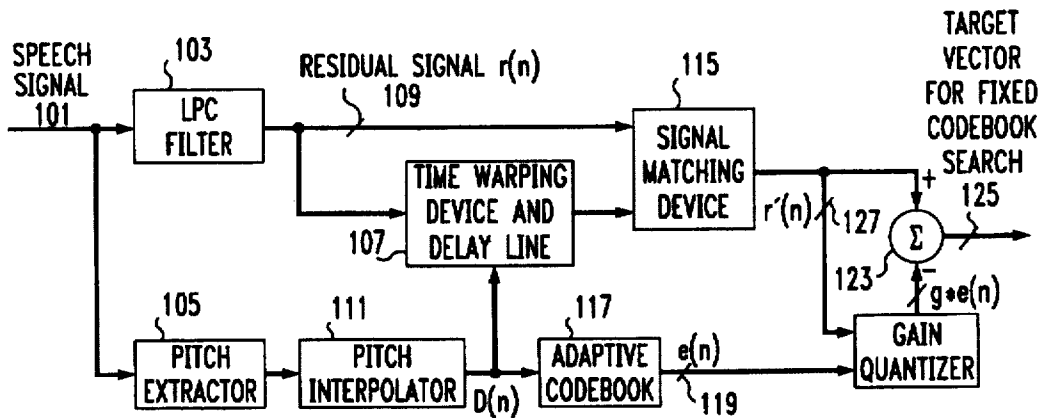 SPEECH
SIGNAL
101
103
LPC
FILTER
RESIDUAL SIGNAL r(n)
109
115
SIGNAL
MATCHING
DEVICE
TARGET
VECTOR
FOR FIXED
CODEBOOK
SEARCH
125
TIME WARPING
DEVICE AND
DELAY LINE
107
r′(n)
127
+
Σ
123
−
g*e(n)
105
PITCH
EXTRACTOR
111
PITCH
INTERPOLATOR
D(n)
117
ADAPTIVE
CODEBOOK
e(n)
119
GAIN
QUANTIZER